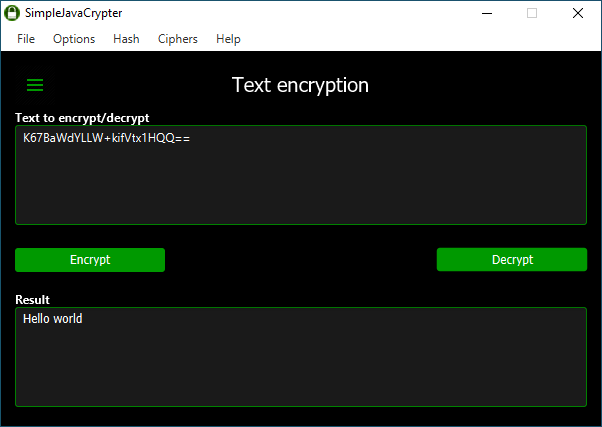 SimpleJavaCrypter
File Options Hash Ciphers Help
Text encryption
Text to encrypt/decrypt
K67BaWdYLLW+kifVtx1HQQ==
Encrypt Decrypt
Result
Hello world